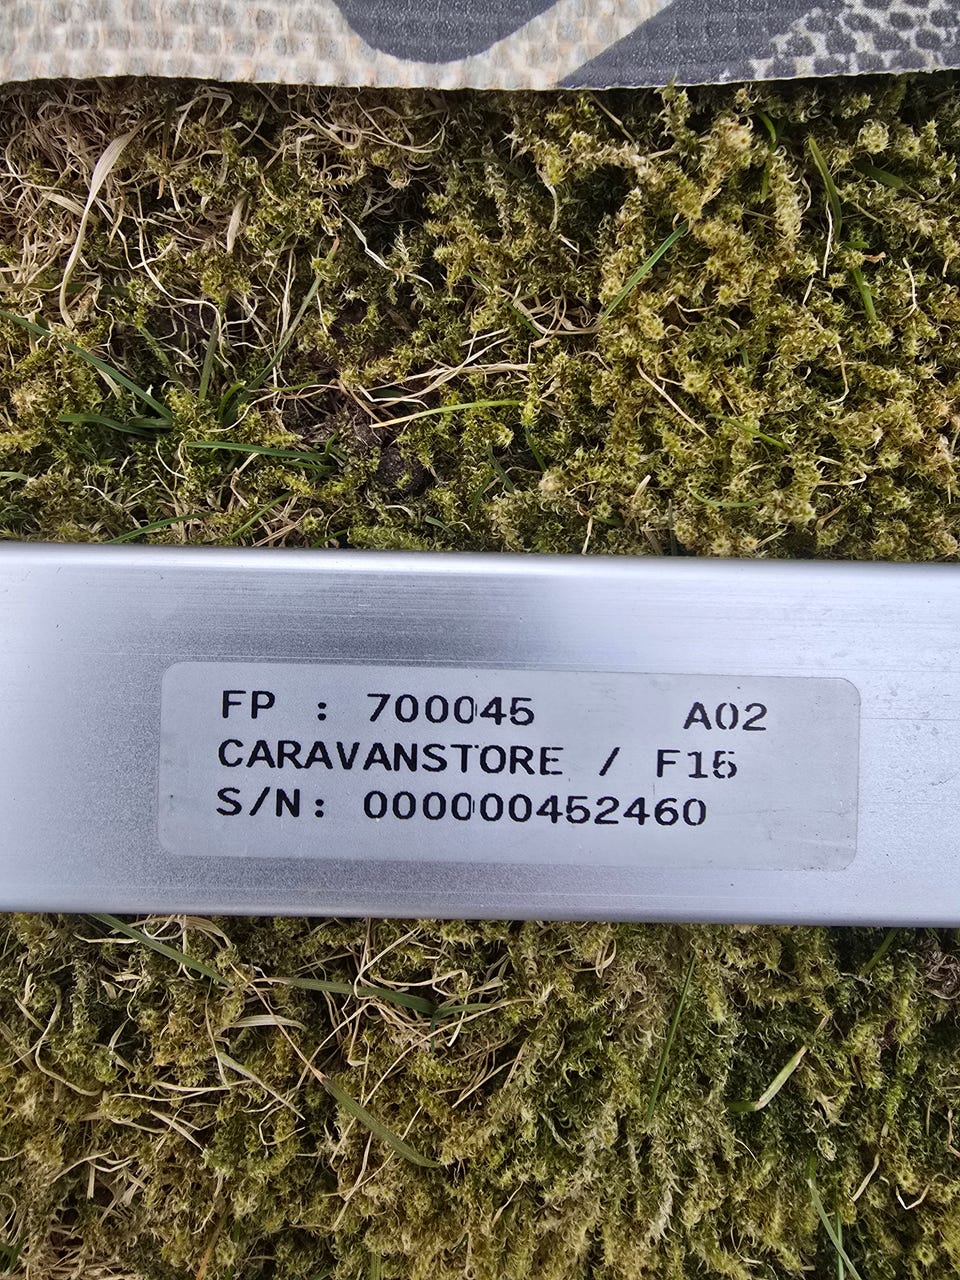 FP : 700045 A02
CARAVANSTORE / F15
S/N: 000000452460